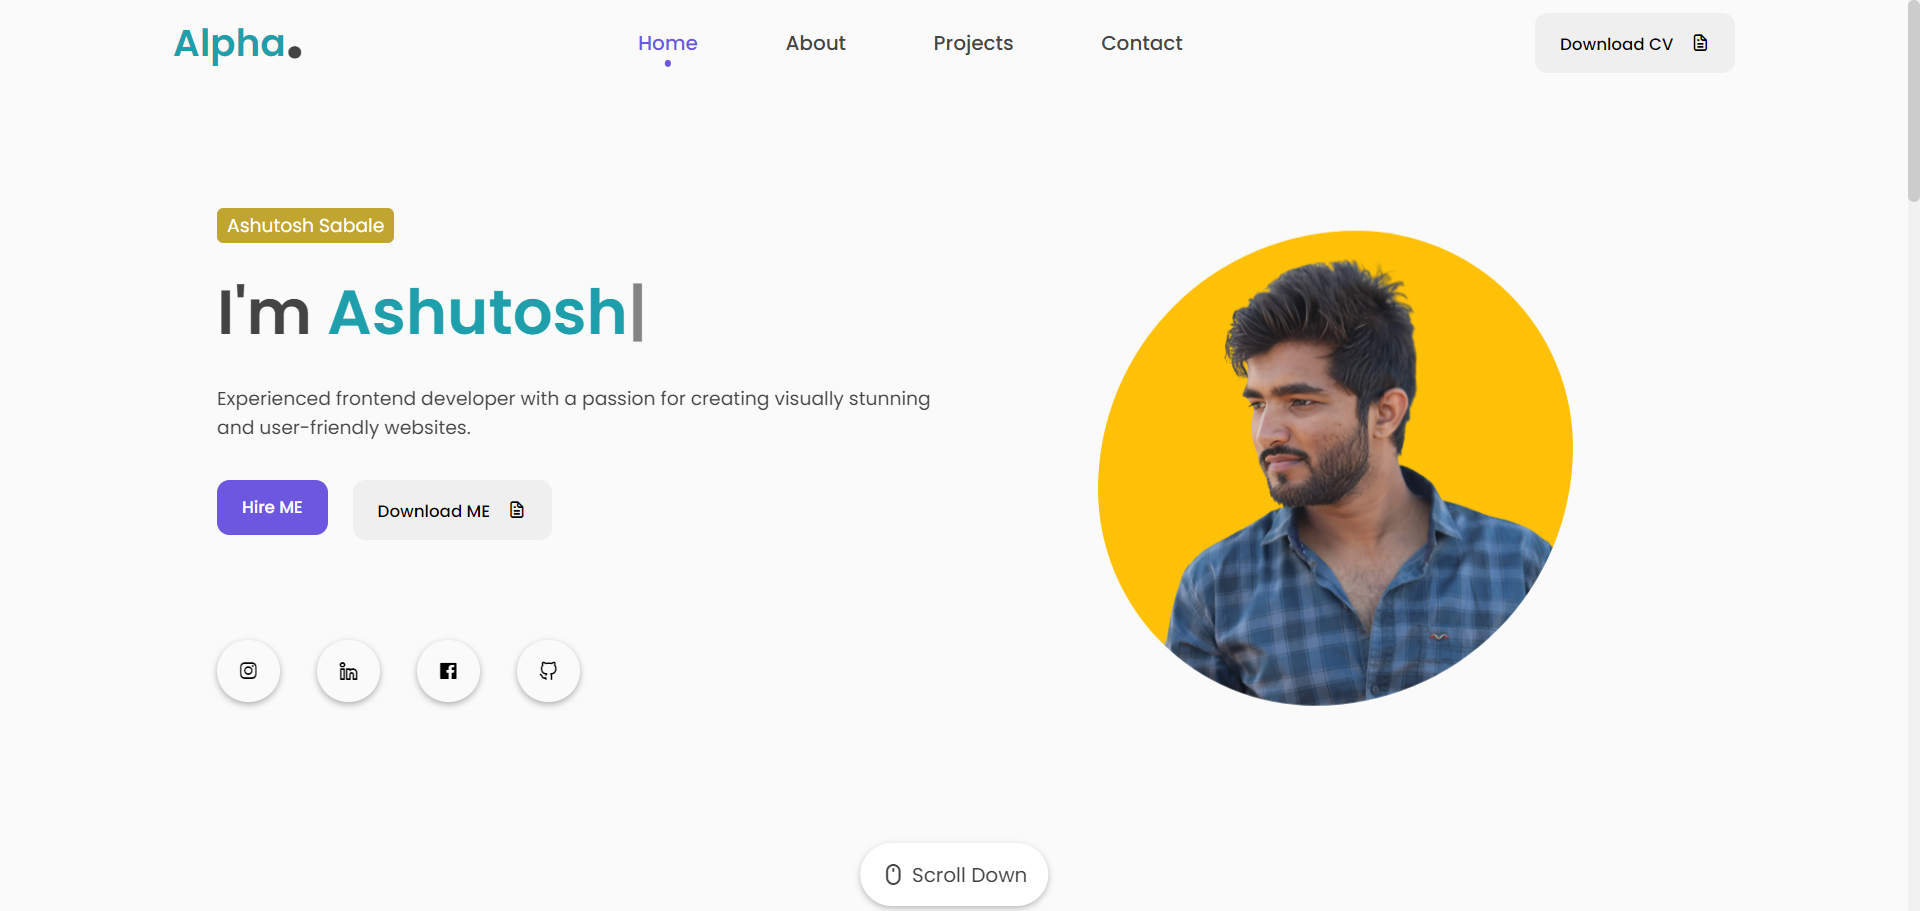 Alpha.
Home
About
Projects
Contact
Download CV
Ashutosh Sabale
I'm Ashutosh|
Experienced frontend developer with a passion for creating visually stunning
and user-friendly websites.
Hire ME
Download ME
Scroll Down